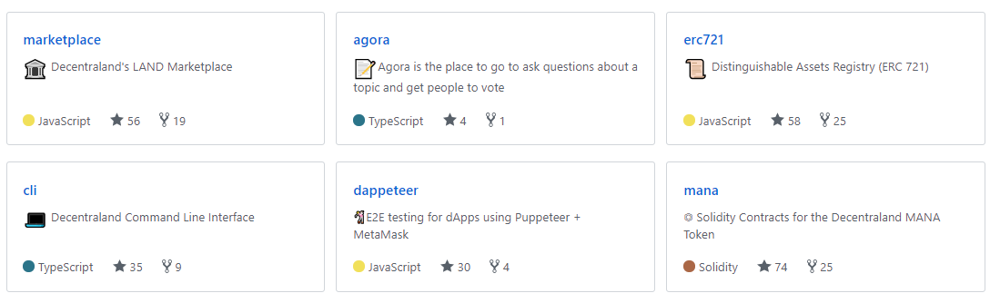 marketplace
Decentraland's LAND Marketplace
JavaScript 56 19
agora
Agora is the place to go to ask questions about a
topic and get people to vote
TypeScript 4 1
erc721
Distinguishable Assets Registry (ERC 721)
JavaScript 58 25
cli
Decentraland Command Line Interface
TypeScript 35 9
dappeteer
E2E testing for dApps using Puppeteer +
MetaMask
JavaScript 30 4
mana
Solidity Contracts for the Decentraland MANA
Token
Solidity 74 25